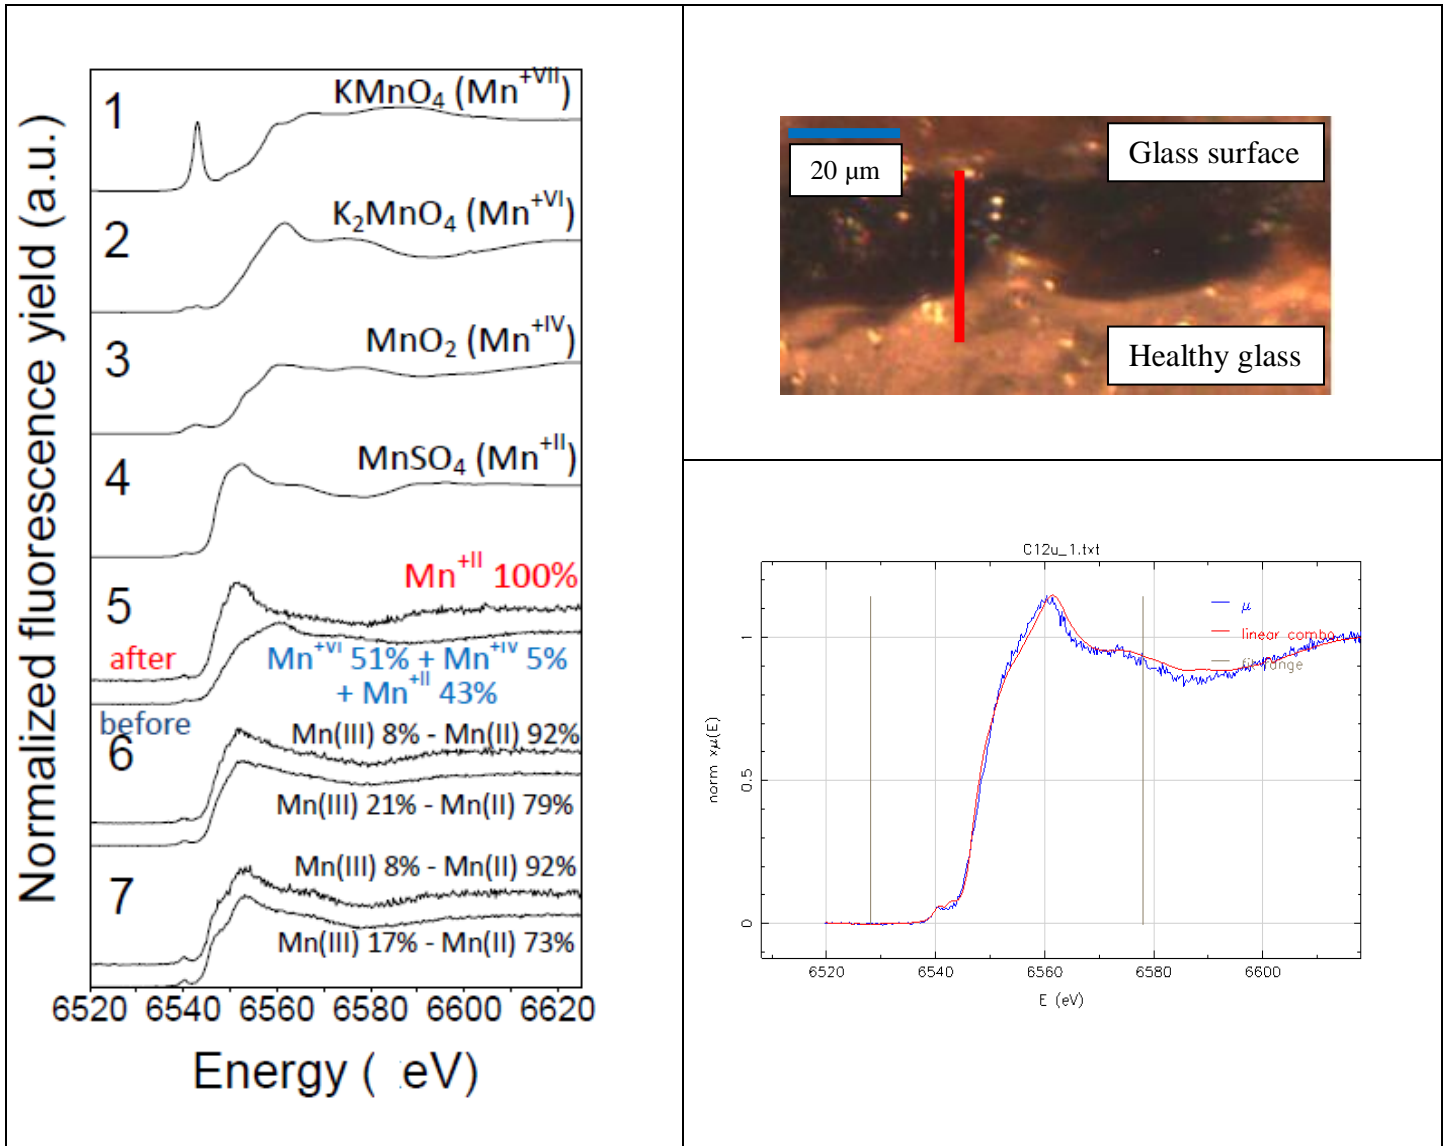 Normalized fluorescence yield (a.u.)
1
KMnO₄ (Mn⁺ⱽᴵᴵ)
2
K₂MnO₄ (Mn⁺ⱽᴵ)
3
MnO₂ (Mn⁺ᴵⱽ)
4
MnSO₄ (Mn⁺ᴵᴵ)
5
Mn⁺ᴵᴵ 100%
after
Mn⁺ⱽᴵ 51% + Mn⁺ᴵⱽ 5%
+ Mn⁺ᴵᴵ 43%
before
6
Mn(III) 8% - Mn(II) 92%
Mn(III) 21% - Mn(II) 79%
7
Mn(III) 8% - Mn(II) 92%
Mn(III) 17% - Mn(II) 73%
6520 6540 6560 6580 6600 6620
Energy ( eV)
20 µm
Glass surface
Healthy glass
C12u_1.txt
μ
linear combo
fit range
norm xμ(E)
1
0.5
0
6520 6540 6560 6580 6600
E (eV)